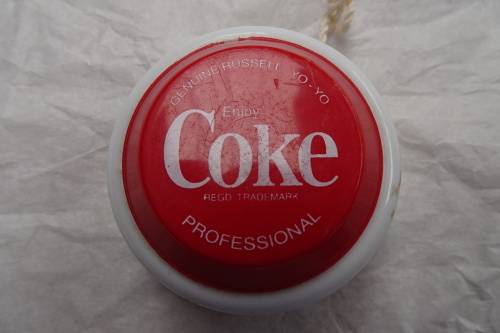 GENUINE RUSSELL YO-YO
Enjoy
Coke
REGD TRADEMARK
PROFESSIONAL